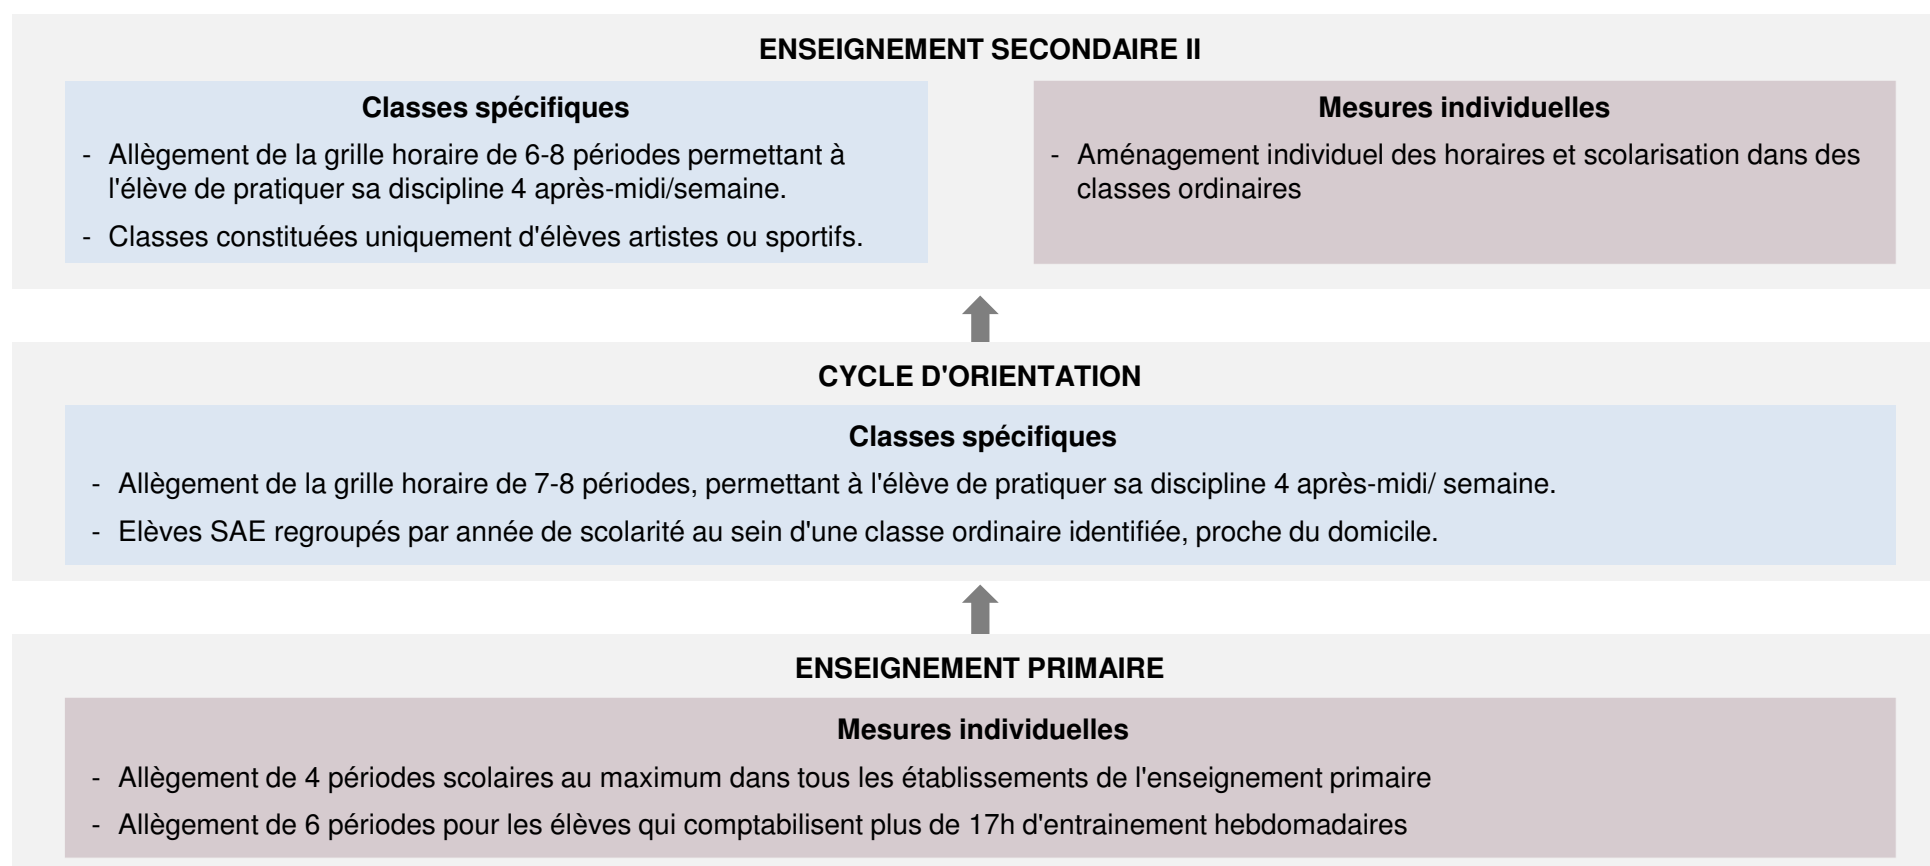 ENSEIGNEMENT SECONDAIRE II
Classes spécifiques
- Allègement de la grille horaire de 6-8 périodes permettant à
l'élève de pratiquer sa discipline 4 après-midi/semaine.
- Classes constituées uniquement d'élèves artistes ou sportifs.
Mesures individuelles
- Aménagement individuel des horaires et scolarisation dans des
classes ordinaires
CYCLE D'ORIENTATION
Classes spécifiques
- Allègement de la grille horaire de 7-8 périodes, permettant à l'élève de pratiquer sa discipline 4 après-midi/ semaine.
- Elèves SAE regroupés par année de scolarité au sein d'une classe ordinaire identifiée, proche du domicile.
ENSEIGNEMENT PRIMAIRE
Mesures individuelles
- Allègement de 4 périodes scolaires au maximum dans tous les établissements de l'enseignement primaire
- Allègement de 6 périodes pour les élèves qui comptabilisent plus de 17h d'entrainement hebdomadaires